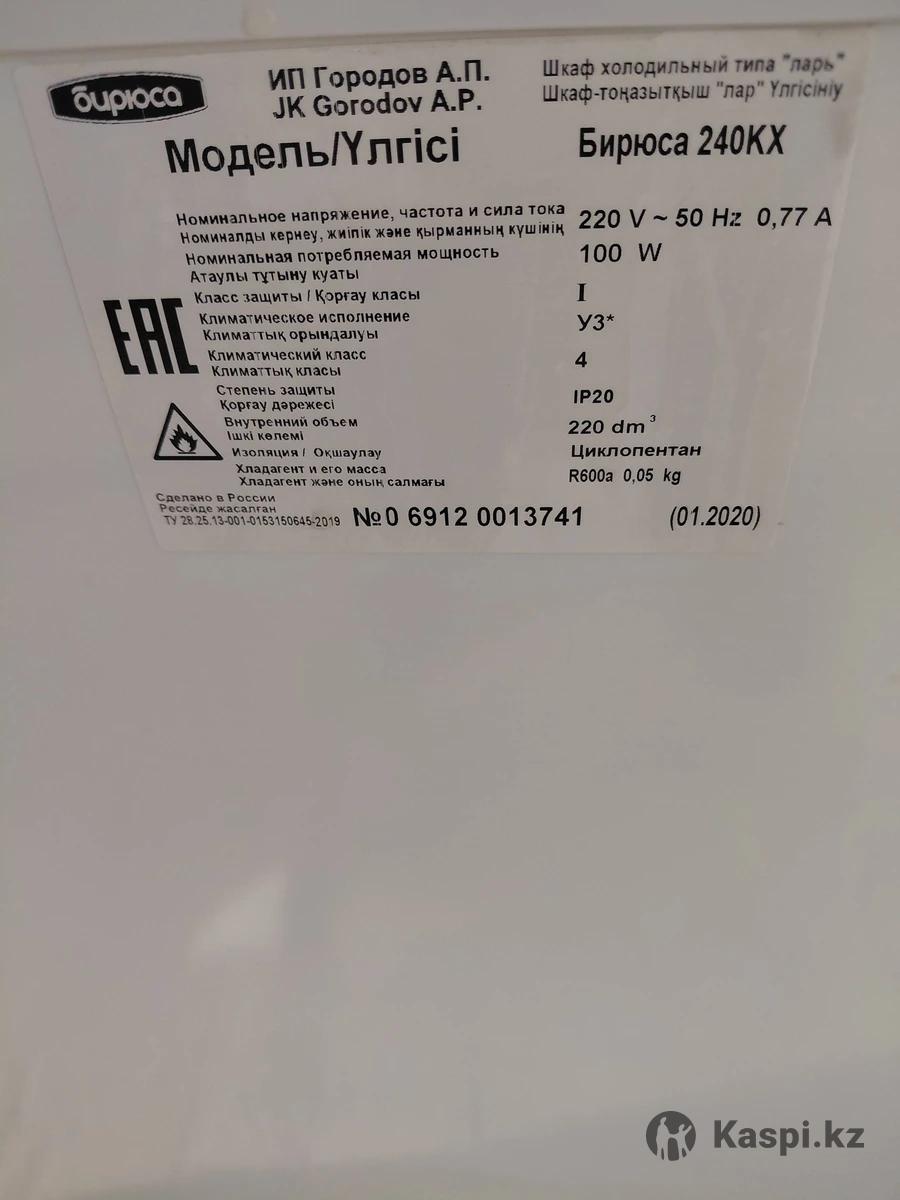 бирюса
ИП Городов А.П.
JK Gorodov A.P.
Шкаф холодильный типа "ларь"
Шкаф-тоңазытқыш "лар" Үлгісініү
Модель/Үлгісі Бирюса 240КХ
Номинальное напряжение, частота и сила тока 220 V ~ 50 Hz 0,77 A
Номиналды кернеу, жиіпік және қырманның күшінің
Номинальная потребляемая мощность 100 W
Атаулы тұтыну куаты
Класс защиты / Қорғау класы I
EAC
Климатическое исполнение У3*
Климаттық орындалуы
Климатический класс 4
Климаттық класы
Степень защиты IP20
Қорғау дәрежесі
Внутренний объем 220 dm³
Ішкі көлемі
Изоляция / Оқшаулау Циклопентан
Хладагент и его масса R600a 0,05 kg
Хладагент және оның салмағы
Сделано в России
Ресейде жасалған
ТУ 28.25.13-001-0153150645-2019 №0 6912 0013741 (01.2020)
Kaspi.kz